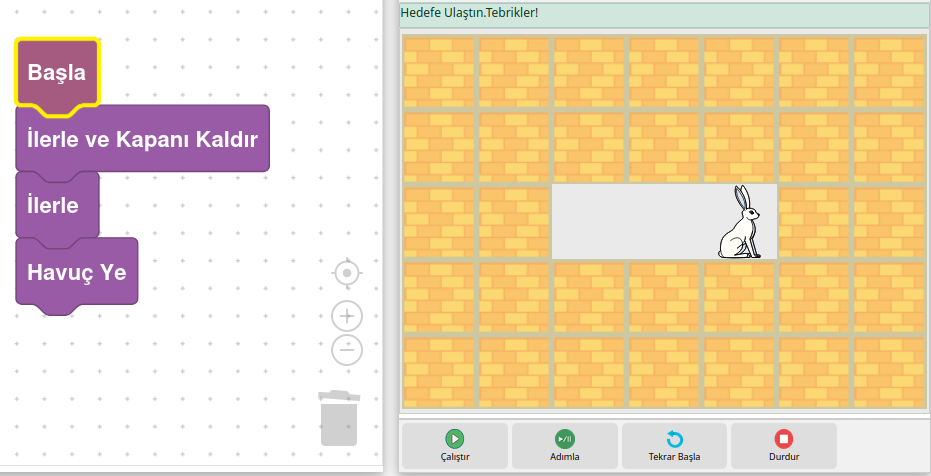 Başla
İlerle ve Kapanı Kaldır
İlerle
Havuç Ye
Hedefe Ulaştın.Tebrikler!
Çalıştır
Adımla
Tekrar Başla
Durdur